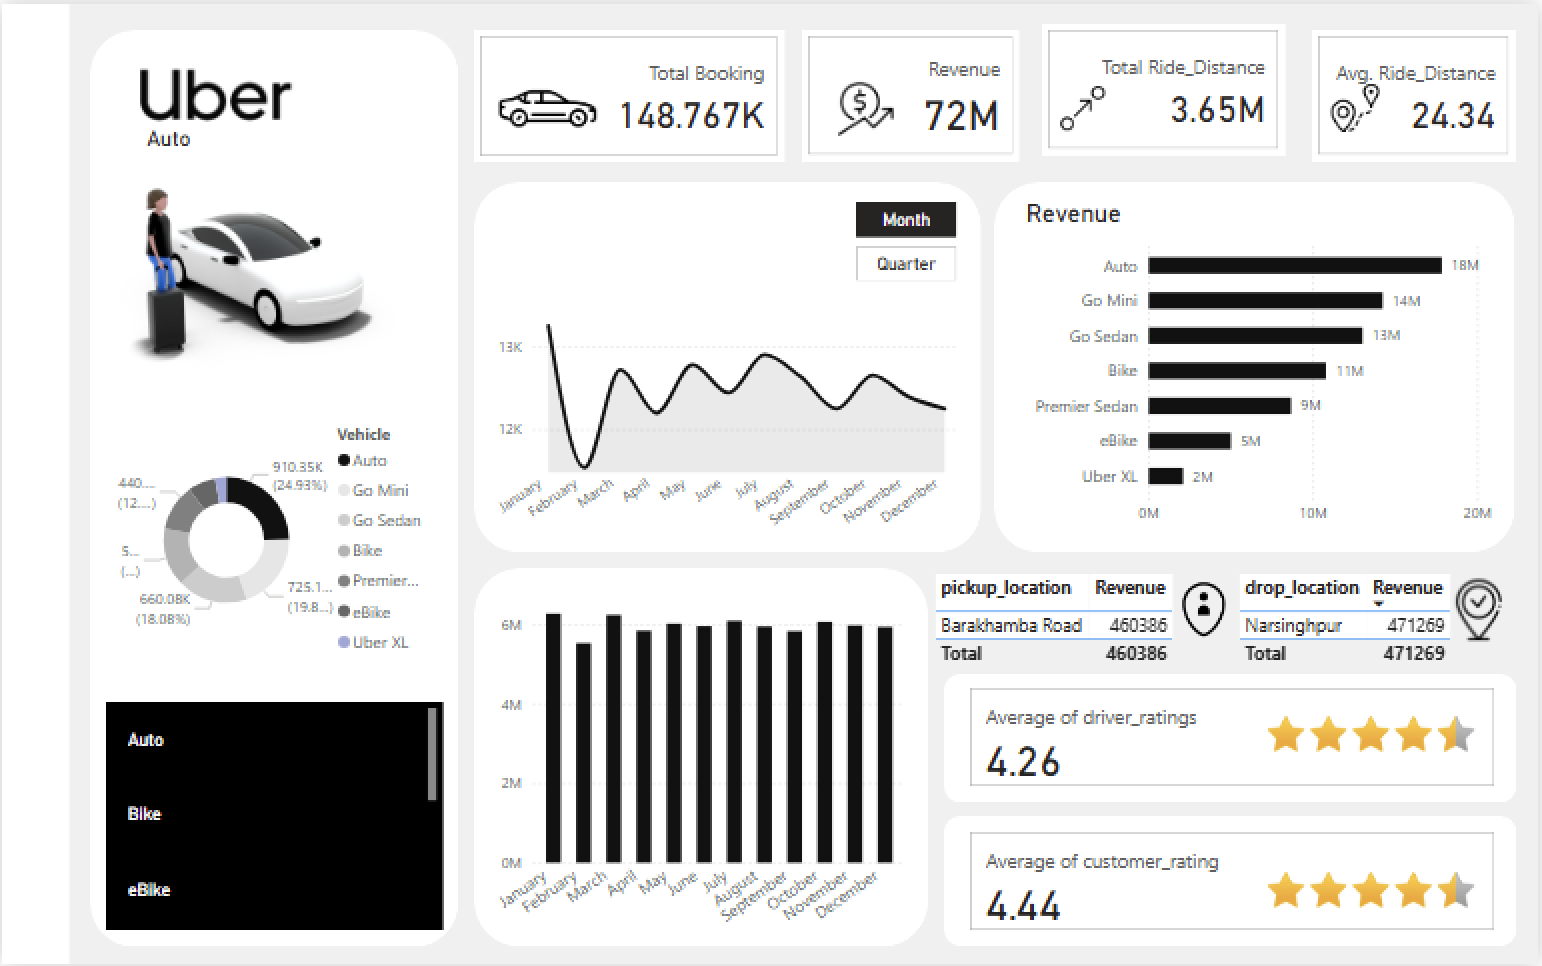 Uber
Auto
Total Booking
148.767K
Revenue
72M
Total Ride_Distance
3.65M
Avg. Ride_Distance
24.34
Month
Quarter
13K
12K
January
February
March
April
May
June
July
August
September
October
November
December
Revenue
Auto 18M
Go Mini 14M
Go Sedan 13M
Bike 11M
Premier Sedan 9M
eBike 5M
Uber XL 2M
0M 10M 20M
Vehicle
Auto
Go Mini
Go Sedan
Bike
Premier...
eBike
Uber XL
910.35K
(24.93%)
725.1...
(19.8...)
660.08K
(18.08%)
5...
(...)
440...
(12....)
Auto
Bike
eBike
6M
4M
2M
0M
January
February
March
April
May
June
July
August
September
October
November
December
pickup_location Revenue
Barakhamba Road 460386
Total 460386
drop_location Revenue
Narsinghpur 471269
Total 471269
Average of driver_ratings
4.26
Average of customer_rating
4.44